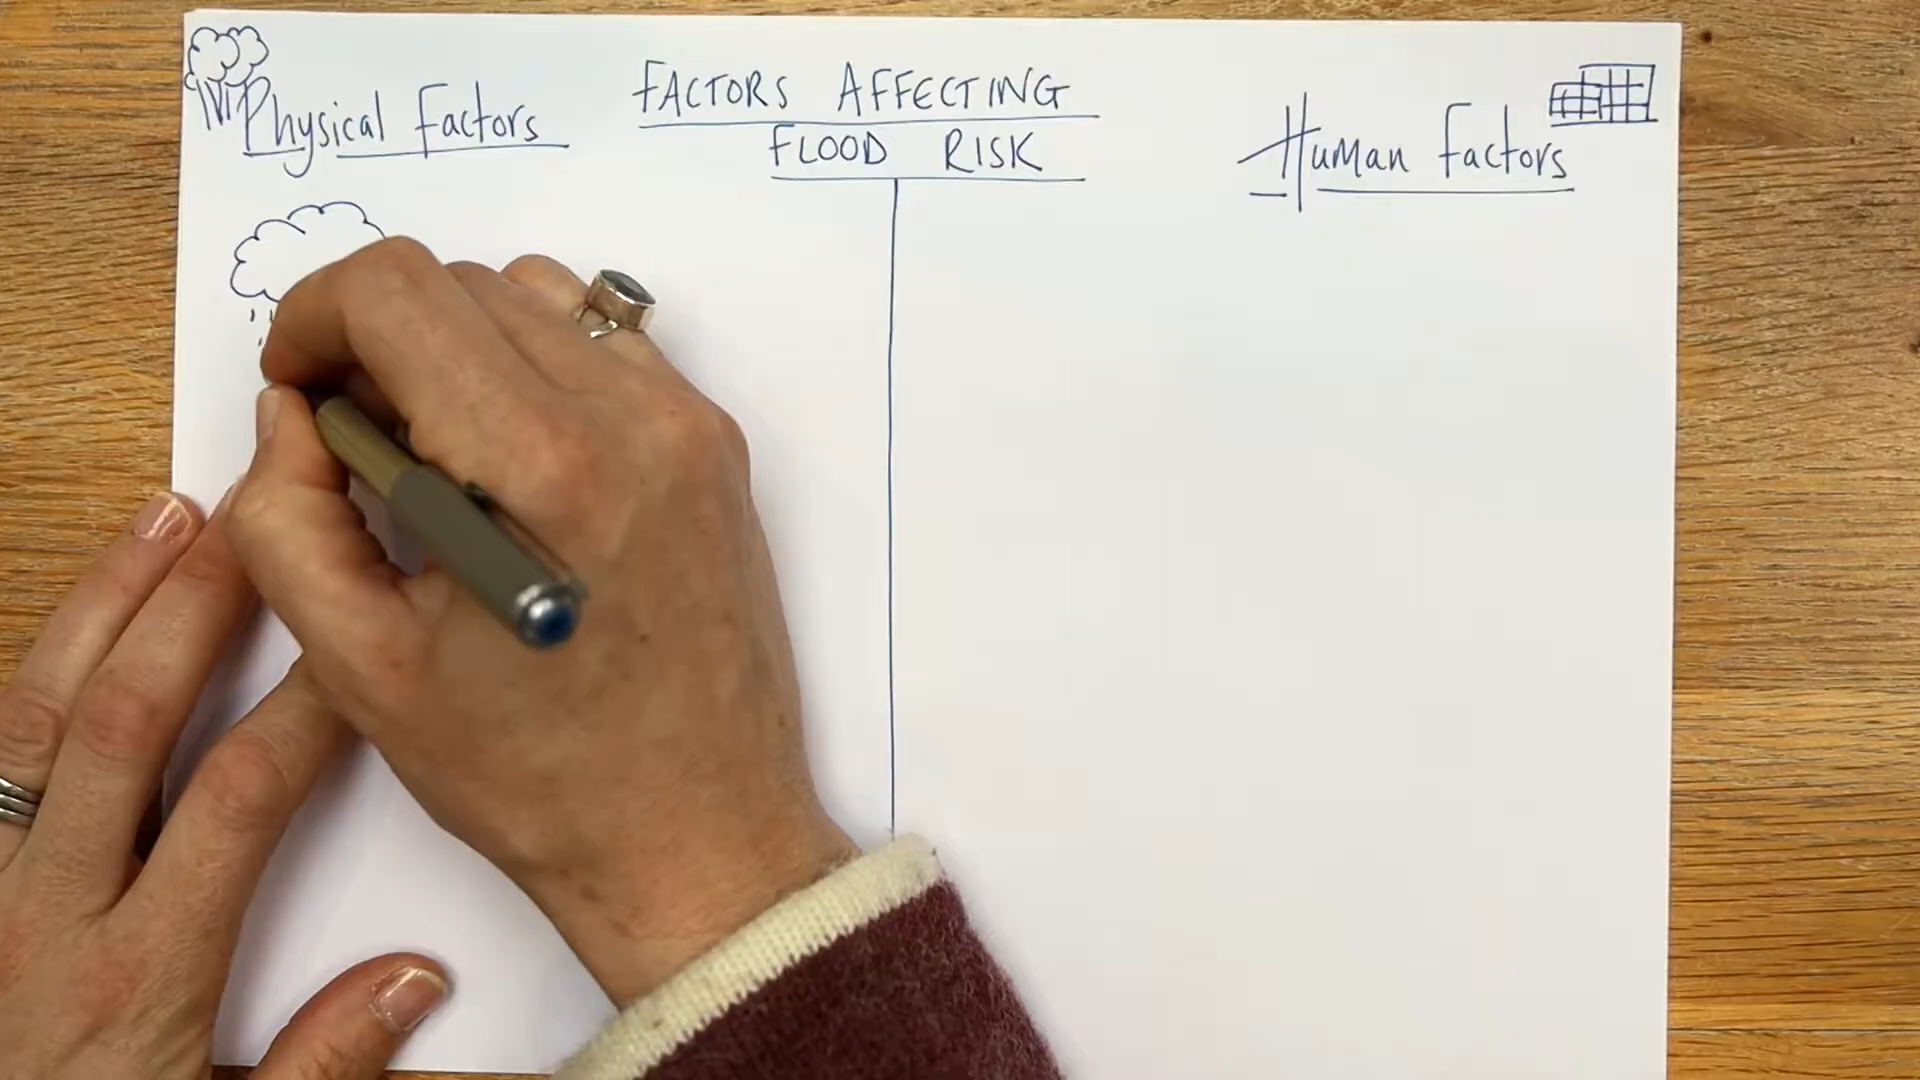 FACTORS AFFECTING
FLOOD RISK
Physical Factors
Human Factors